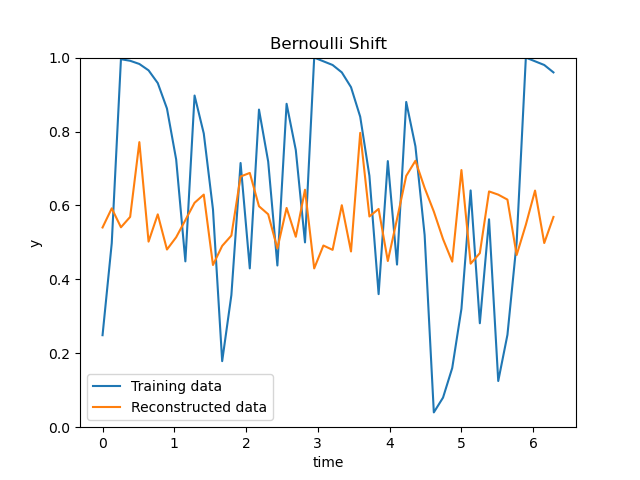 Bernoulli Shift
1.0
0.8
0.6
0.4
0.2
0.0
y
Training data
Reconstructed data
0 1 2 3 4 5 6
time